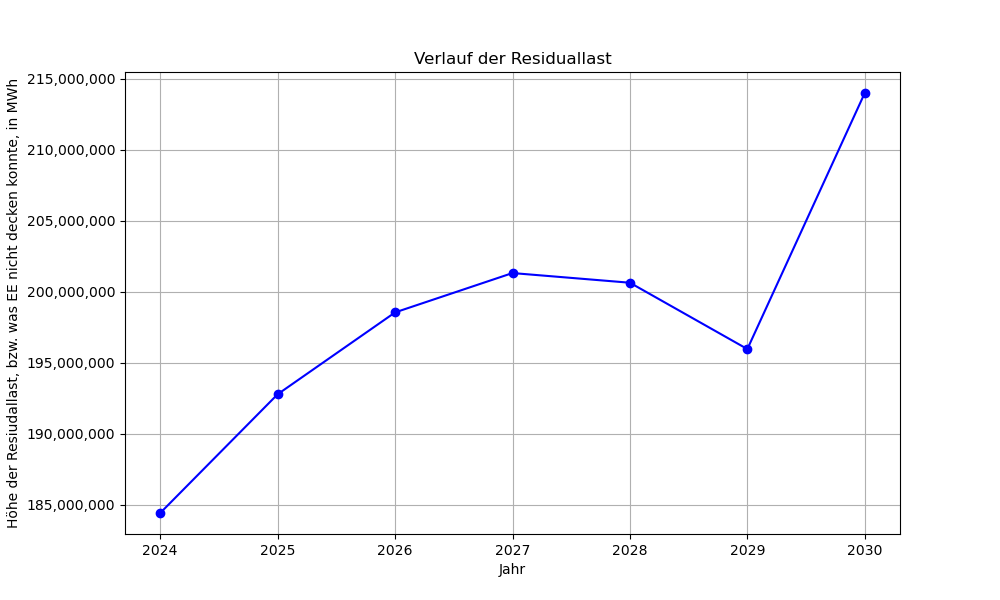 Verlauf der Residuallast
Höhe der Resiudallast, bzw. was EE nicht decken konnte, in MWh
215,000,000
210,000,000
205,000,000
200,000,000
195,000,000
190,000,000
185,000,000
2024 2025 2026 2027 2028 2029 2030
Jahr